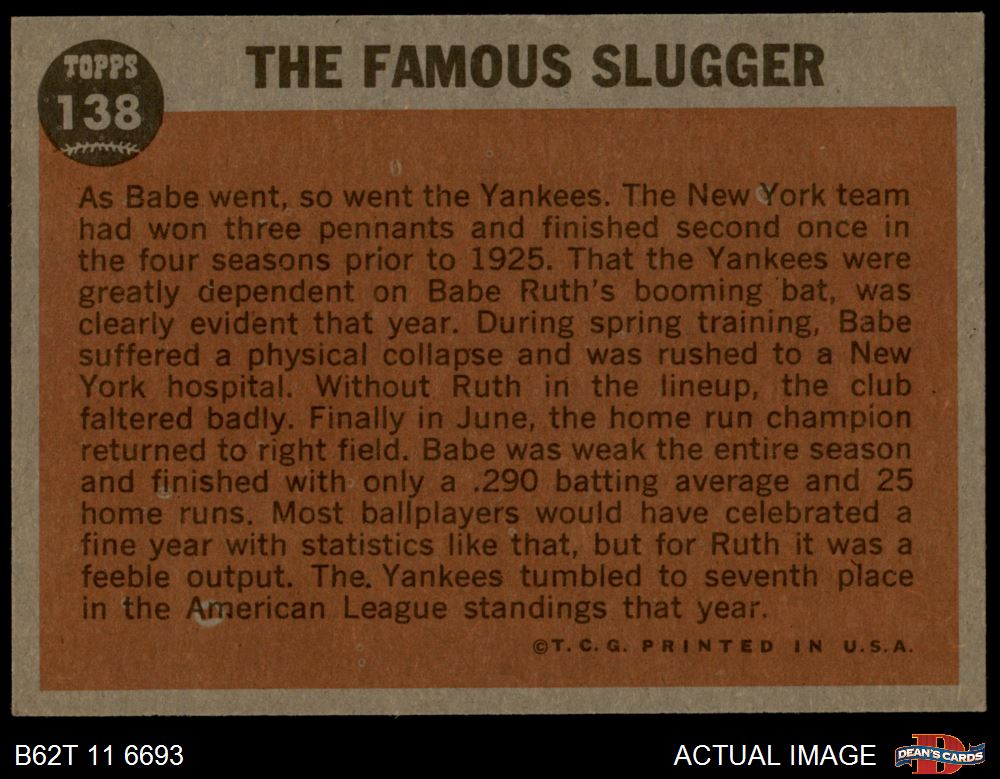 TOPPS
138
THE FAMOUS SLUGGER
As Babe went, so went the Yankees. The New York team
had won three pennants and finished second once in
the four seasons prior to 1925. That the Yankees were
greatly dependent on Babe Ruth's booming bat, was
clearly evident that year. During spring training, Babe
suffered a physical collapse and was rushed to a New
York hospital. Without Ruth in the lineup, the club
faltered badly. Finally in June, the home run champion
returned to right field. Babe was weak the entire season
and finished with only a .290 batting average and 25
home runs. Most ballplayers would have celebrated a
fine year with statistics like that, but for Ruth it was a
feeble output. The. Yankees tumbled to seventh place
in the American League standings that year.
©T.C.G. PRINTED IN U.S.A.
B62T 11 6693
ACTUAL IMAGE
D
DEAN'S CARDS